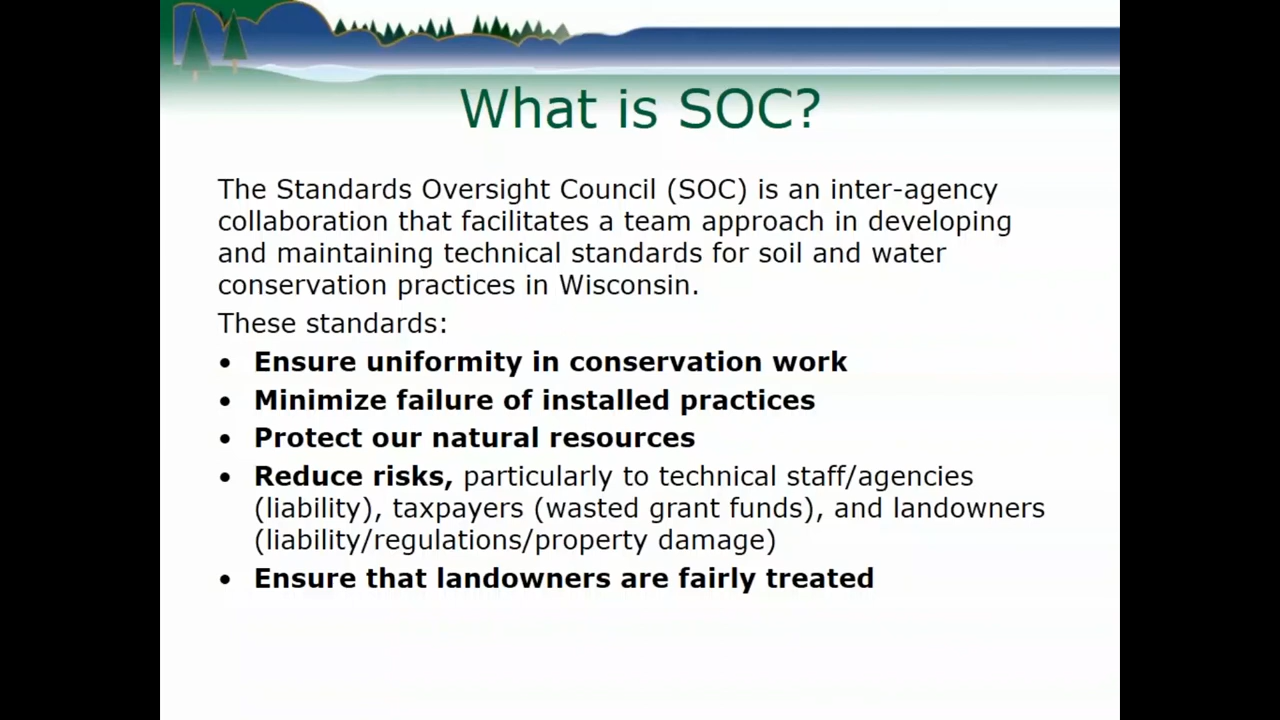 What is SOC?
The Standards Oversight Council (SOC) is an inter-agency
collaboration that facilitates a team approach in developing
and maintaining technical standards for soil and water
conservation practices in Wisconsin.
These standards:
• Ensure uniformity in conservation work
• Minimize failure of installed practices
• Protect our natural resources
• Reduce risks, particularly to technical staff/agencies
(liability), taxpayers (wasted grant funds), and landowners
(liability/regulations/property damage)
• Ensure that landowners are fairly treated